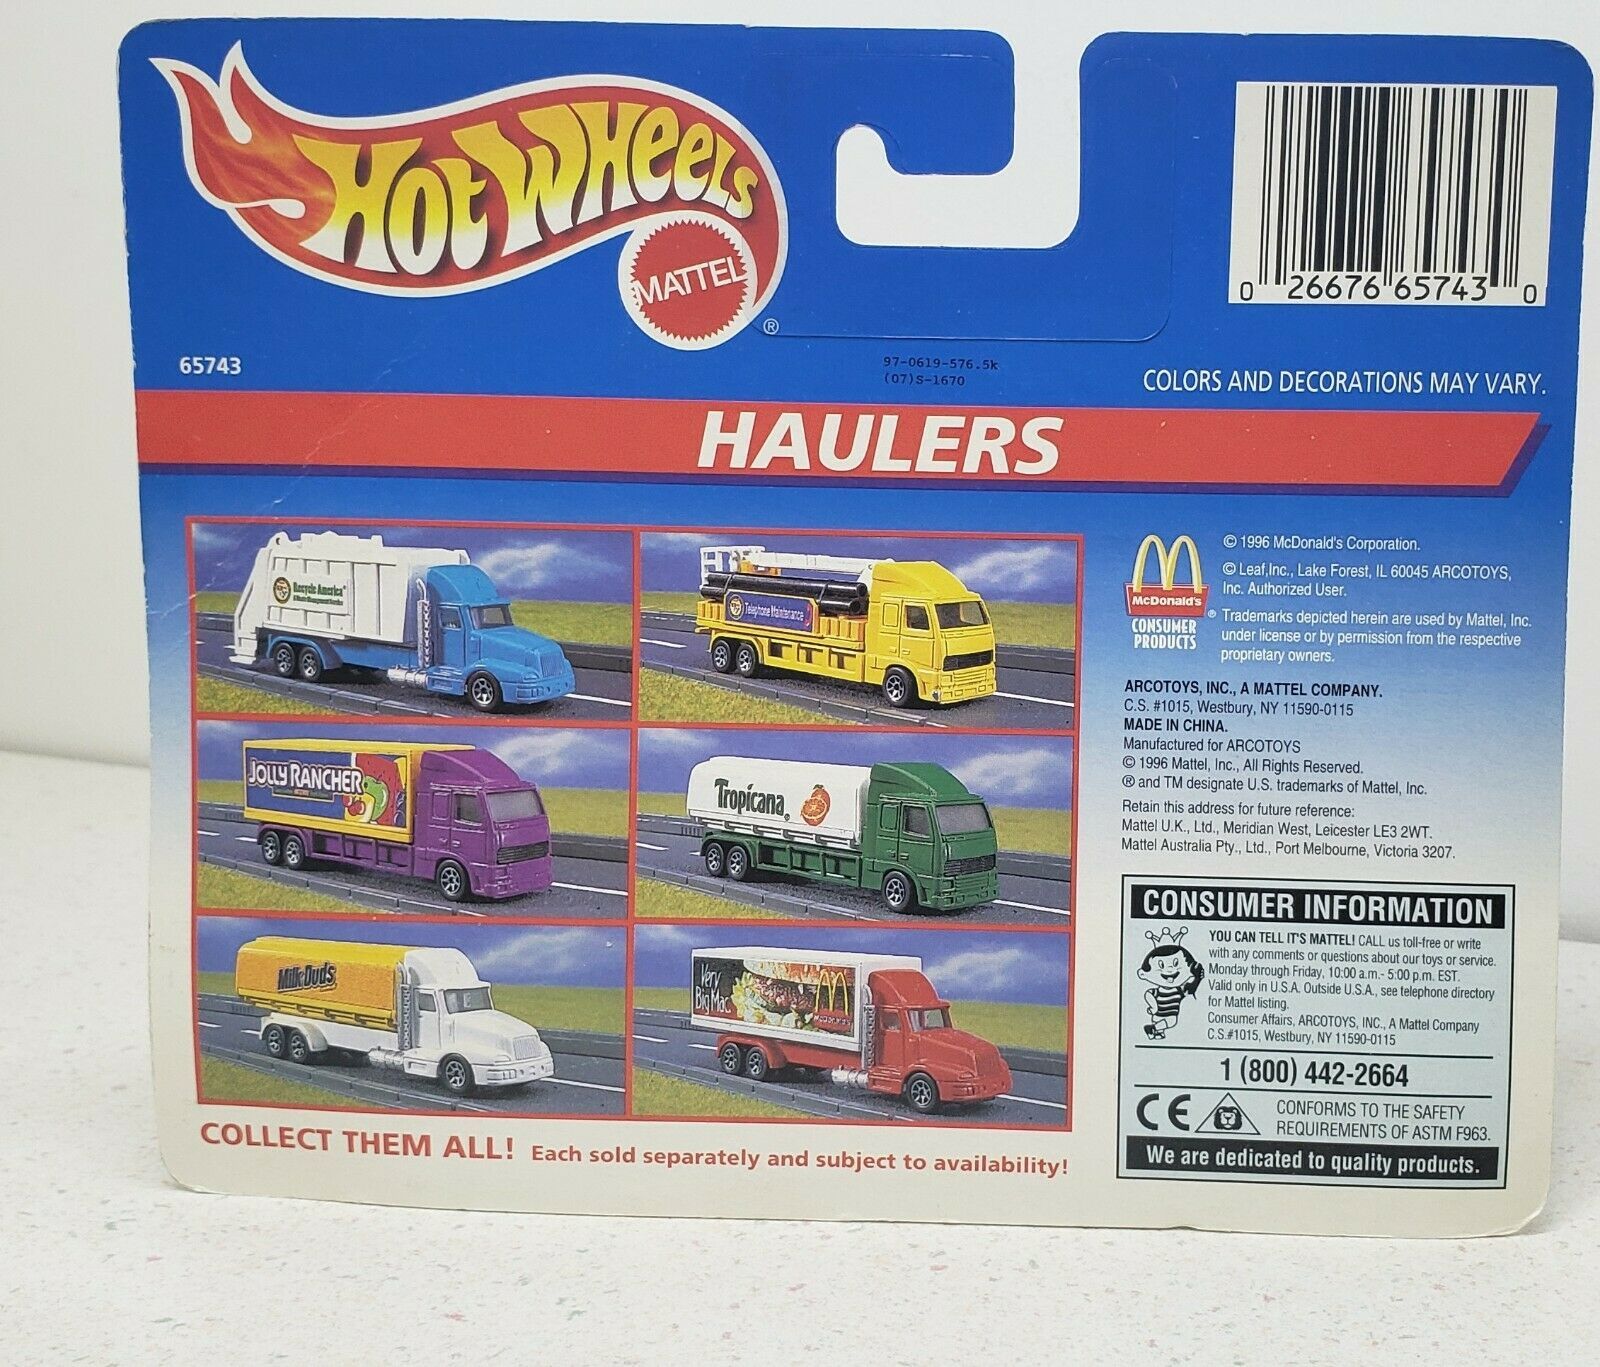 HOT WHEELS
MATTEL
®
0 26676 65743 0
65743
97-0619-576.5k
(07)S-1670
COLORS AND DECORATIONS MAY VARY.
HAULERS
Recycle America®
Telephone Maintenance
JOLLY RANCHER
Tropicana®
Milk Duds
Very
Big Mac
McDonald's
COLLECT THEM ALL! Each sold separately and subject to availability!
McDonald's®
CONSUMER
PRODUCTS
© 1996 McDonald's Corporation.
© Leaf,Inc., Lake Forest, IL 60045 ARCOTOYS,
Inc. Authorized User.
Trademarks depicted herein are used by Mattel, Inc.
under license or by permission from the respective
proprietary owners.
ARCOTOYS, INC., A MATTEL COMPANY.
C.S. #1015, Westbury, NY 11590-0115
MADE IN CHINA.
Manufactured for ARCOTOYS
© 1996 Mattel, Inc., All Rights Reserved.
® and TM designate U.S. trademarks of Mattel, Inc.
Retain this address for future reference:
Mattel U.K., Ltd., Meridian West, Leicester LE3 2WT.
Mattel Australia Pty., Ltd., Port Melbourne, Victoria 3207.
CONSUMER INFORMATION
YOU CAN TELL IT'S MATTEL! CALL us toll-free or write
with any comments or questions about our toys or service.
Monday through Friday, 10:00 a.m.- 5:00 p.m. EST.
Valid only in U.S.A. Outside U.S.A., see telephone directory
for Mattel listing.
Consumer Affairs, ARCOTOYS, INC., A Mattel Company
C.S.#1015, Westbury, NY 11590-0115
1 (800) 442-2664
CE
CONFORMS TO THE SAFETY
REQUIREMENTS OF ASTM F963.
We are dedicated to quality products.